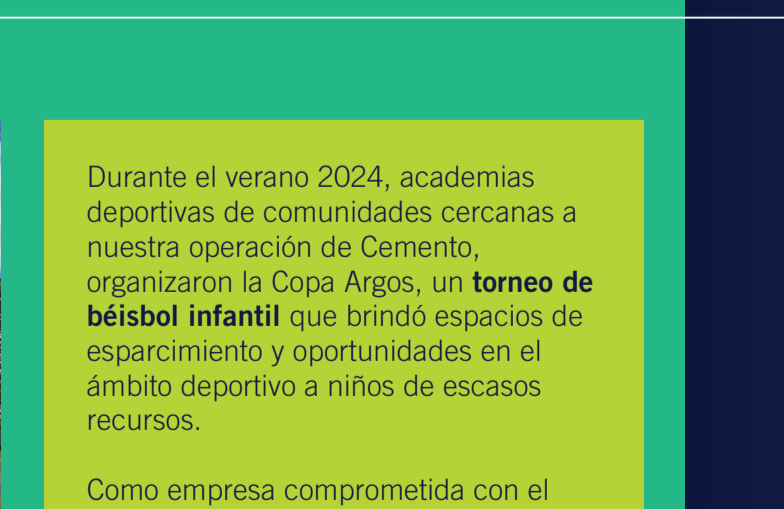 Durante el verano 2024, academias
deportivas de comunidades cercanas a
nuestra operación de Cemento,
organizaron la Copa Argos, un torneo de
béisbol infantil que brindó espacios de
esparcimiento y oportunidades en el
ámbito deportivo a niños de escasos
recursos.
Como empresa comprometida con el